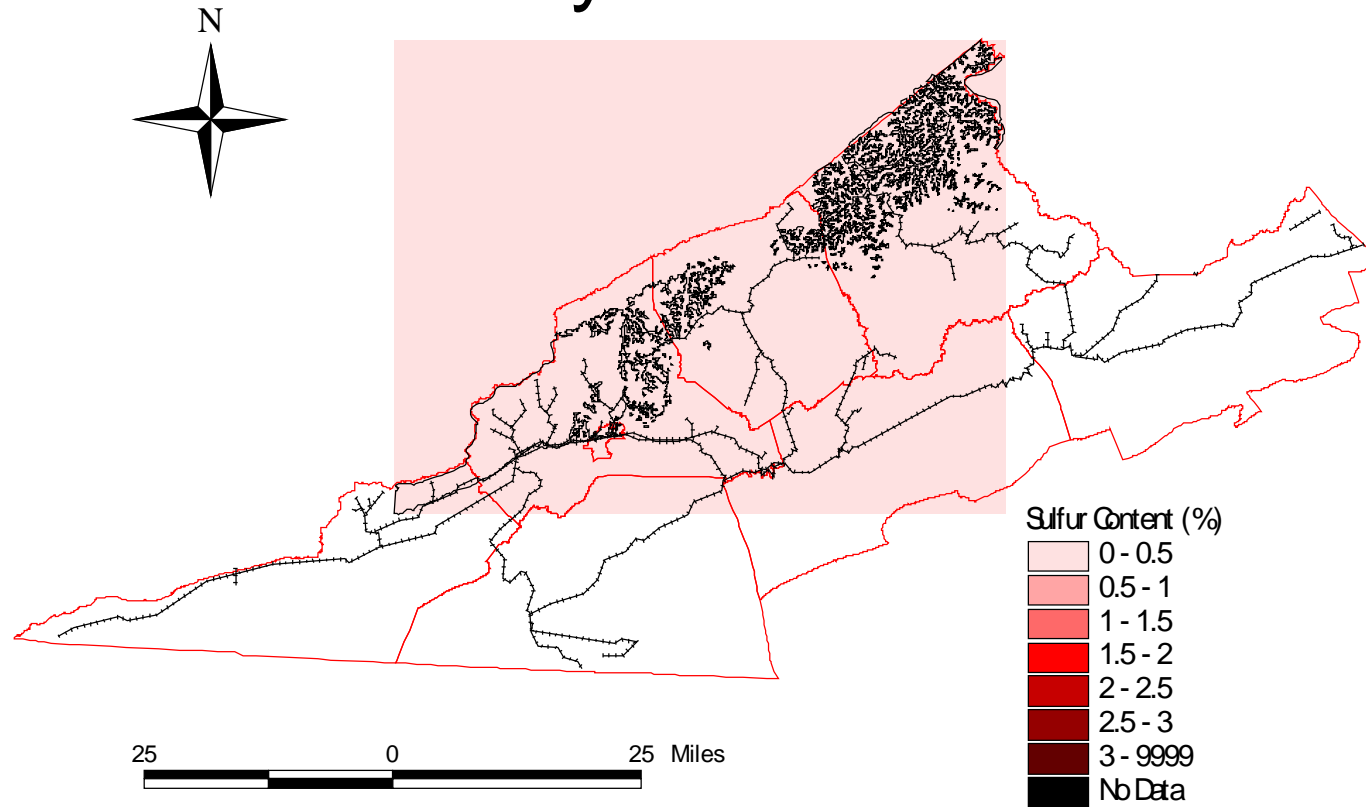 N
Sulfur Content (%)
0 - 0.5
0.5 - 1
1 - 1.5
1.5 - 2
2 - 2.5
2.5 - 3
3 - 9999
No Data
25 0 25 Miles